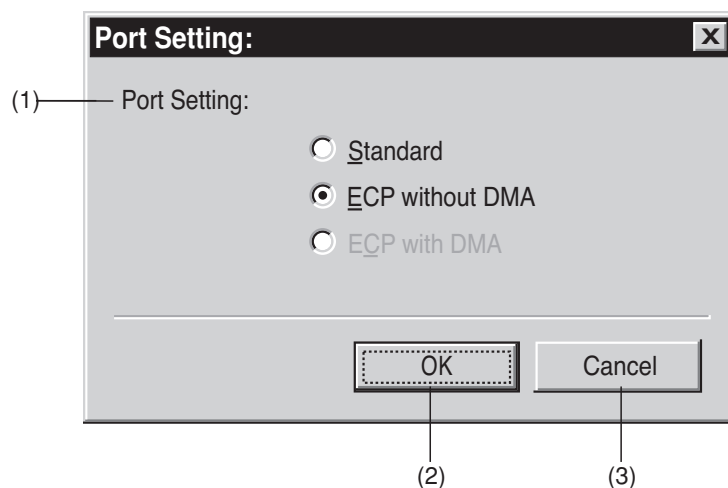 Port Setting:
X
(1) Port Setting:
Standard
ECP without DMA
ECP with DMA
OK Cancel
(2) (3)